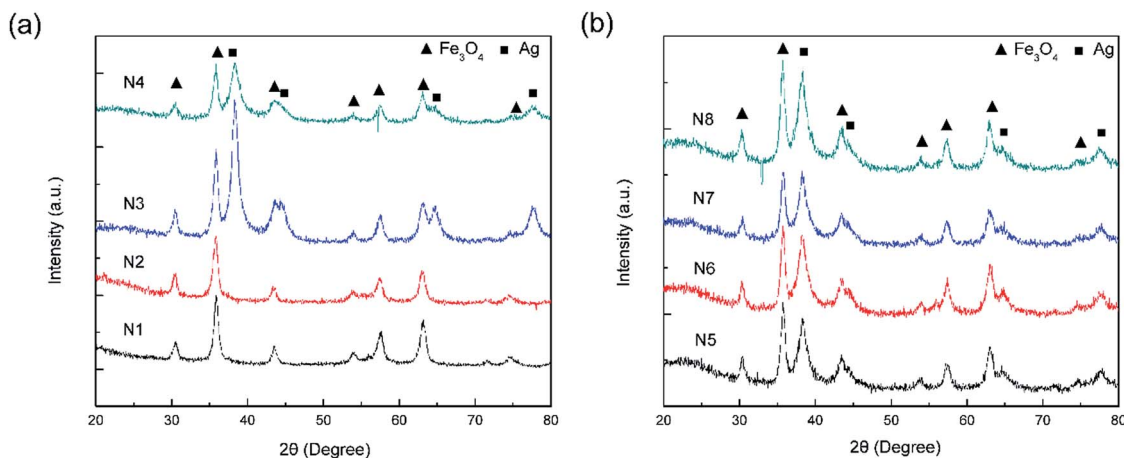 (a)
▲ Fe₃O₄ ■ Ag
N4
N3
N2
N1
Intensity (a.u.)
20 30 40 50 60 70 80
2θ (Degree)
(b)
▲ Fe₃O₄ ■ Ag
N8
N7
N6
N5
Intensity (a.u.)
20 30 40 50 60 70 80
2θ (Degree)